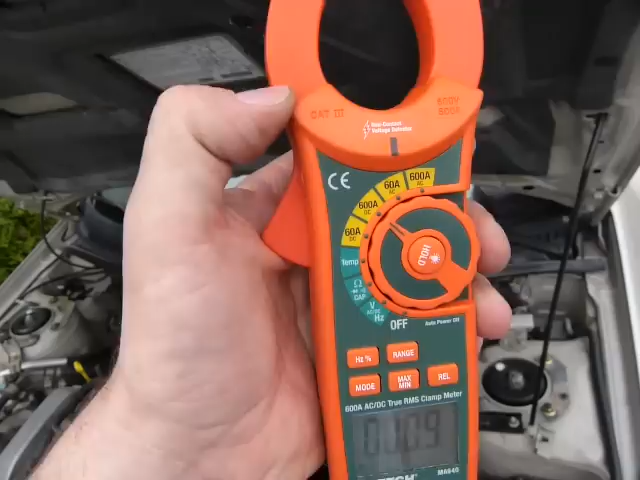 CAT III
600V
600A
Non-Contact
Voltage Detector
CE
600A
AC
60A
AC
600A
DC
60A
DC
Temp
HOLD
Ω
CAP
V
AC/DC
Hz
OFF
Auto Power Off
Hz %
RANGE
MODE
MAX
MIN
REL
600A AC/DC True RMS Clamp Meter
MA640